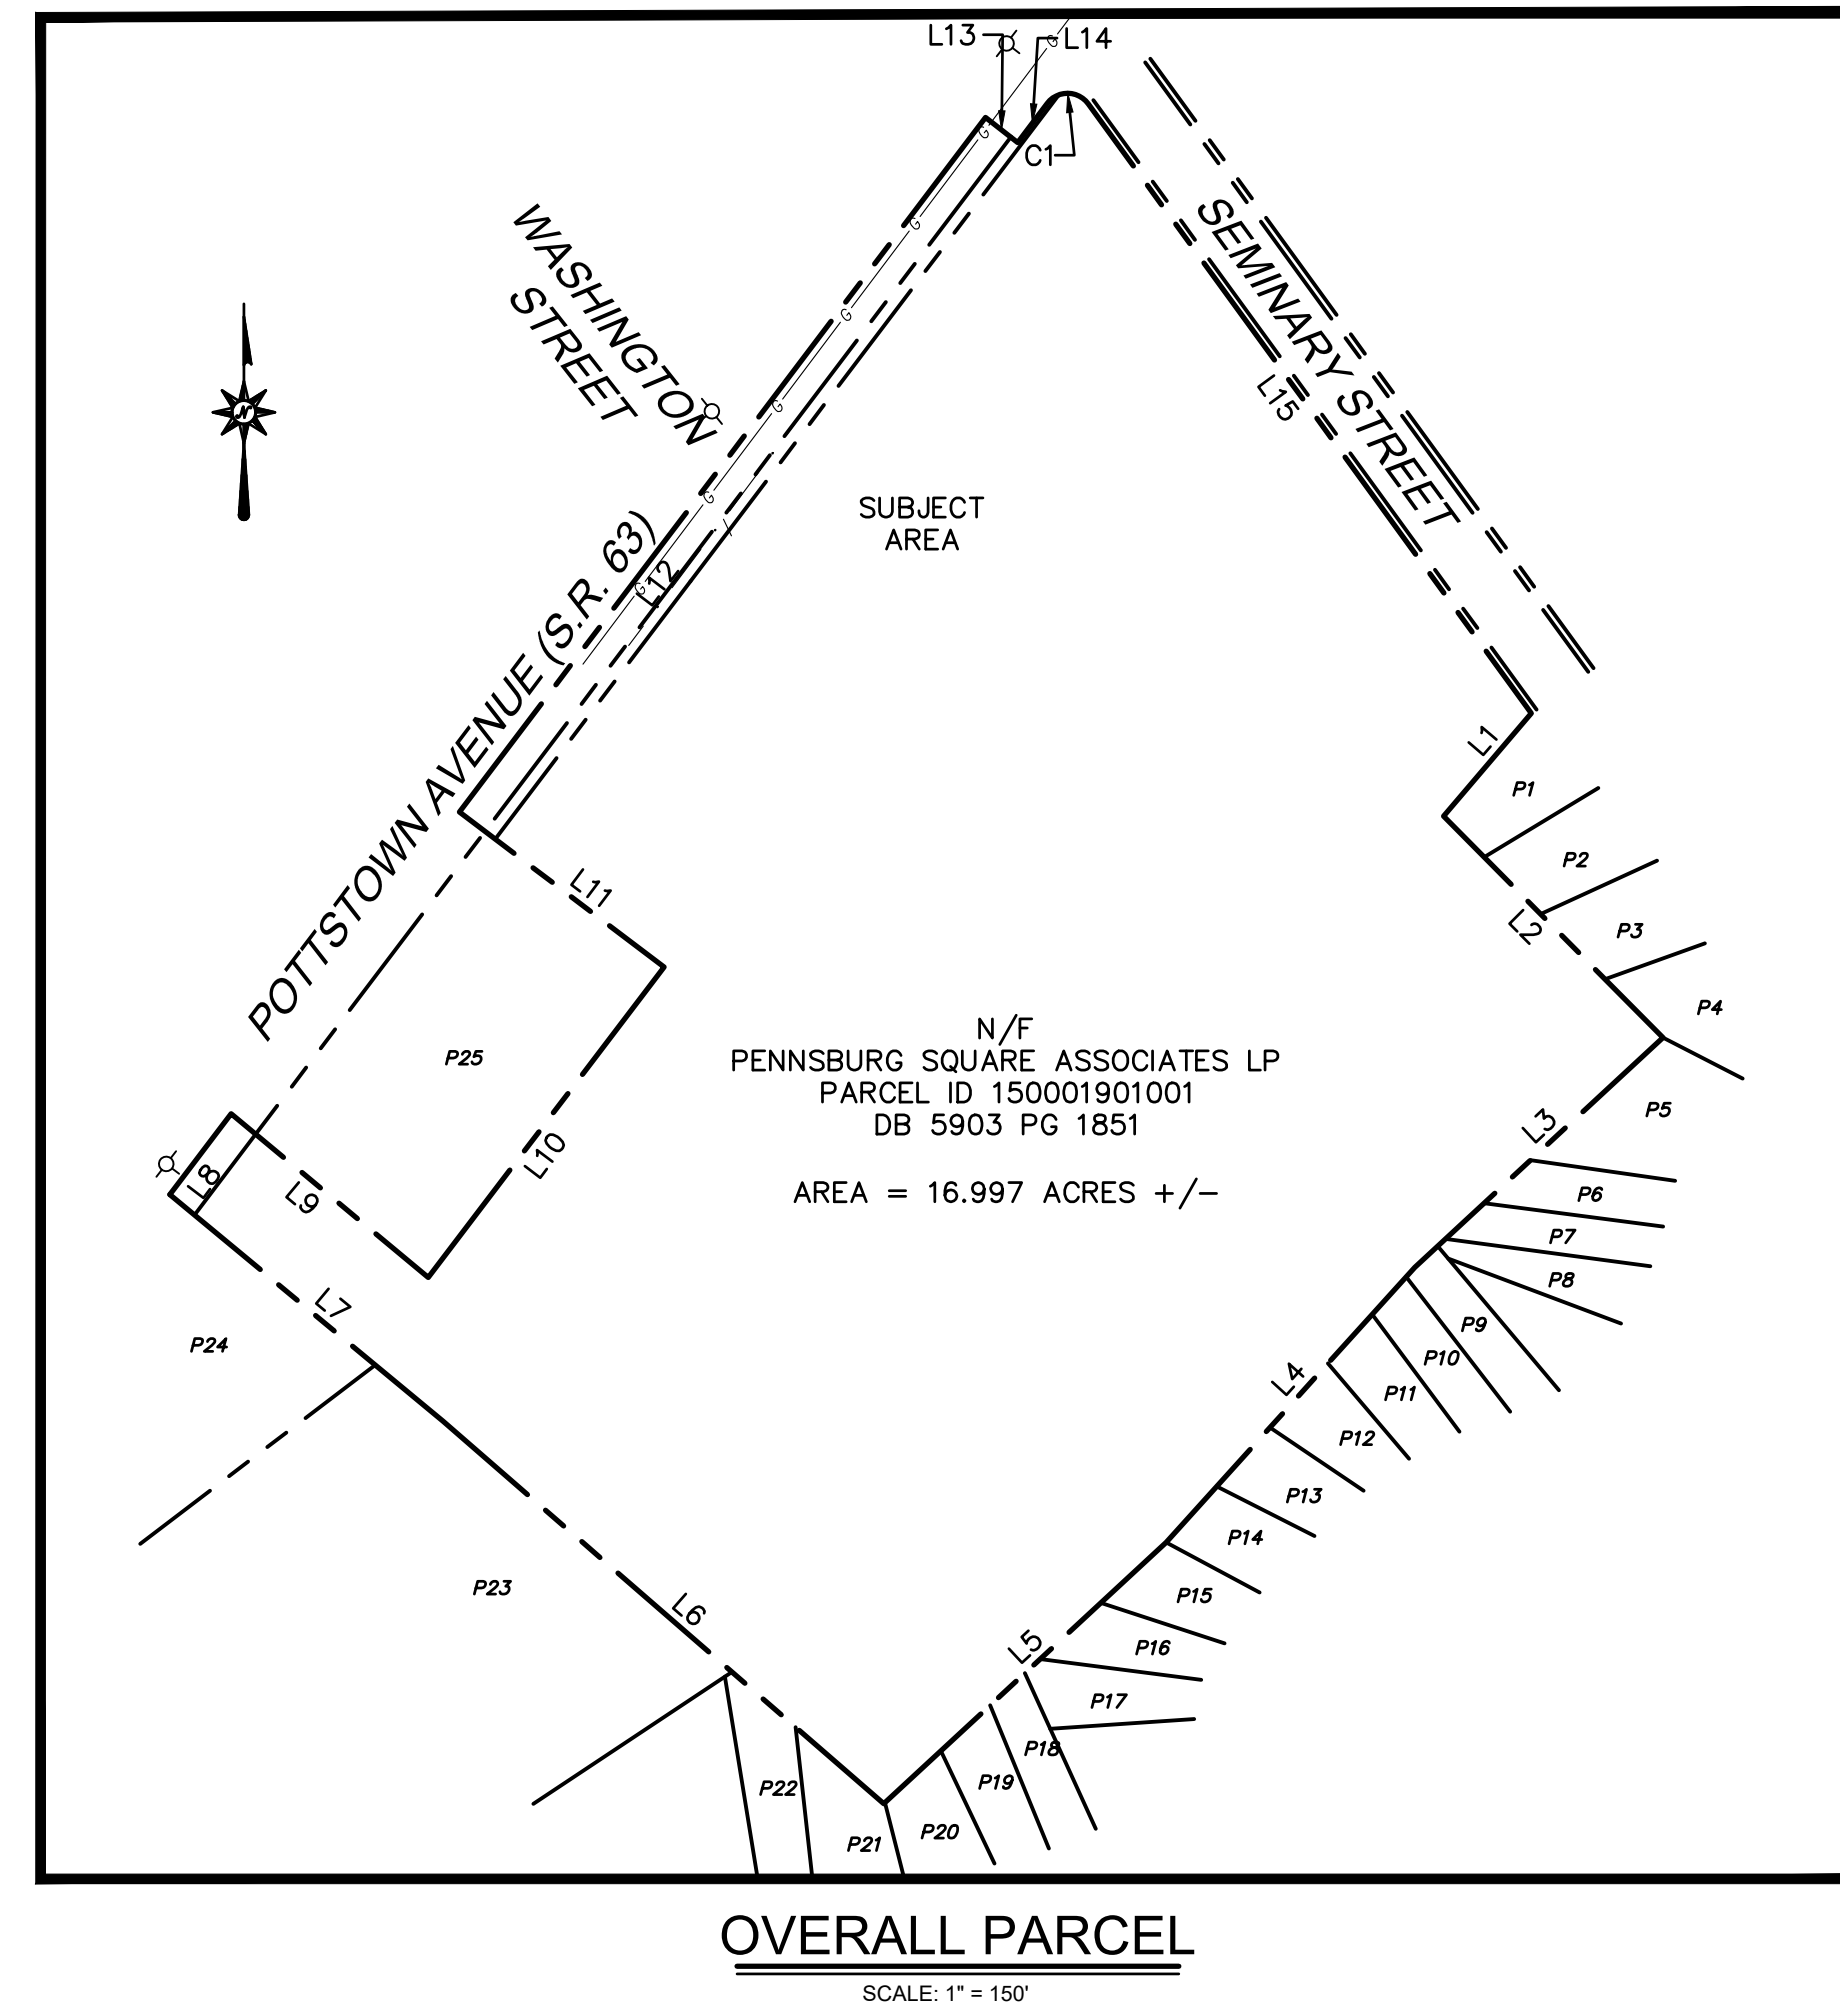 L13
L14
C1
WASHINGTON
STREET
SEMINARY STREET
L15
N
SUBJECT
AREA
POTTSTOWN AVENUE (S.R. 63)
L12
G
G
G
G
G
G
G
L1
P1
P2
L2
P3
P4
L11
P25
N/F
PENNSBURG SQUARE ASSOCIATES LP
PARCEL ID 150001901001
DB 5903 PG 1851
AREA = 16.997 ACRES +/-
L3
P5
L10
L8
L9
P6
P7
P8
L7
P24
P9
P10
L4
P11
P12
P13
P14
P23
L6
P15
L5
P16
P17
P18
P22
P19
P21
P20
OVERALL PARCEL
SCALE: 1" = 150'